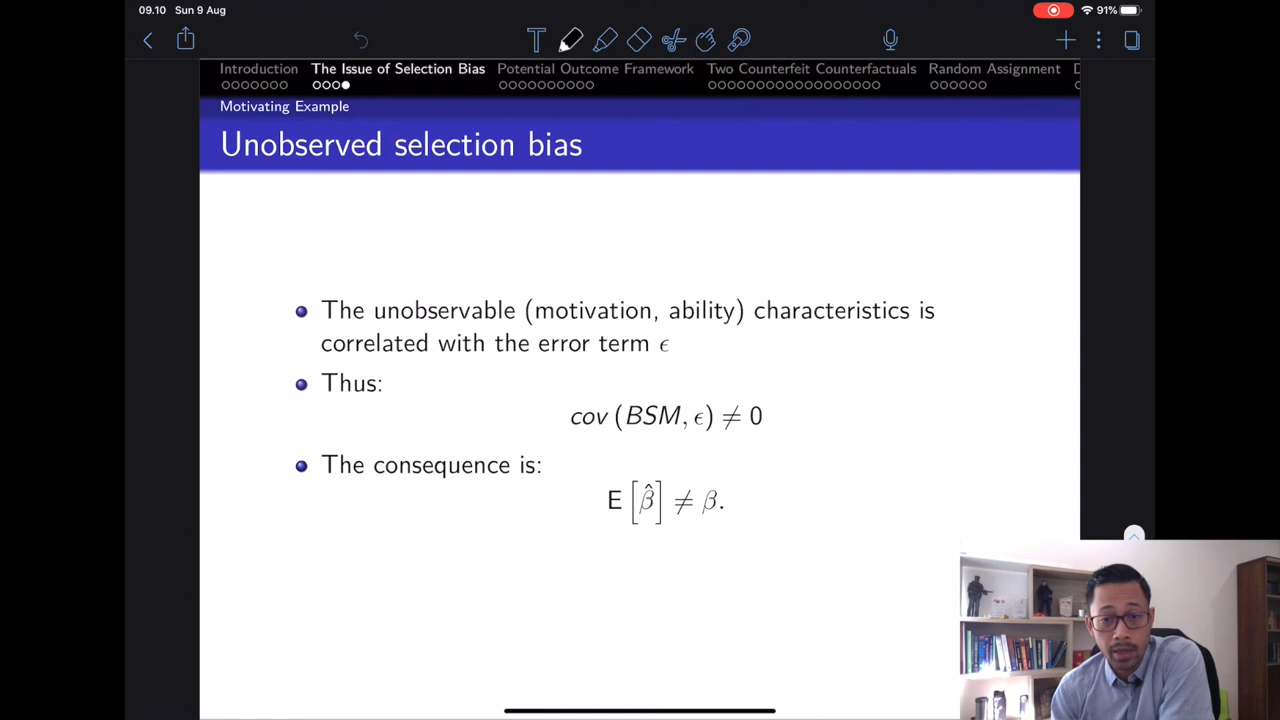 09.10 Sun 9 Aug
91%
Introduction The Issue of Selection Bias Potential Outcome Framework Two Counterfeit Counterfactuals Random Assignment
Motivating Example
Unobserved selection bias
The unobservable (motivation, ability) characteristics is
correlated with the error term ϵ
Thus:
cov (BSM, ϵ) ≠ 0
The consequence is:
E [β̂] ≠ β.